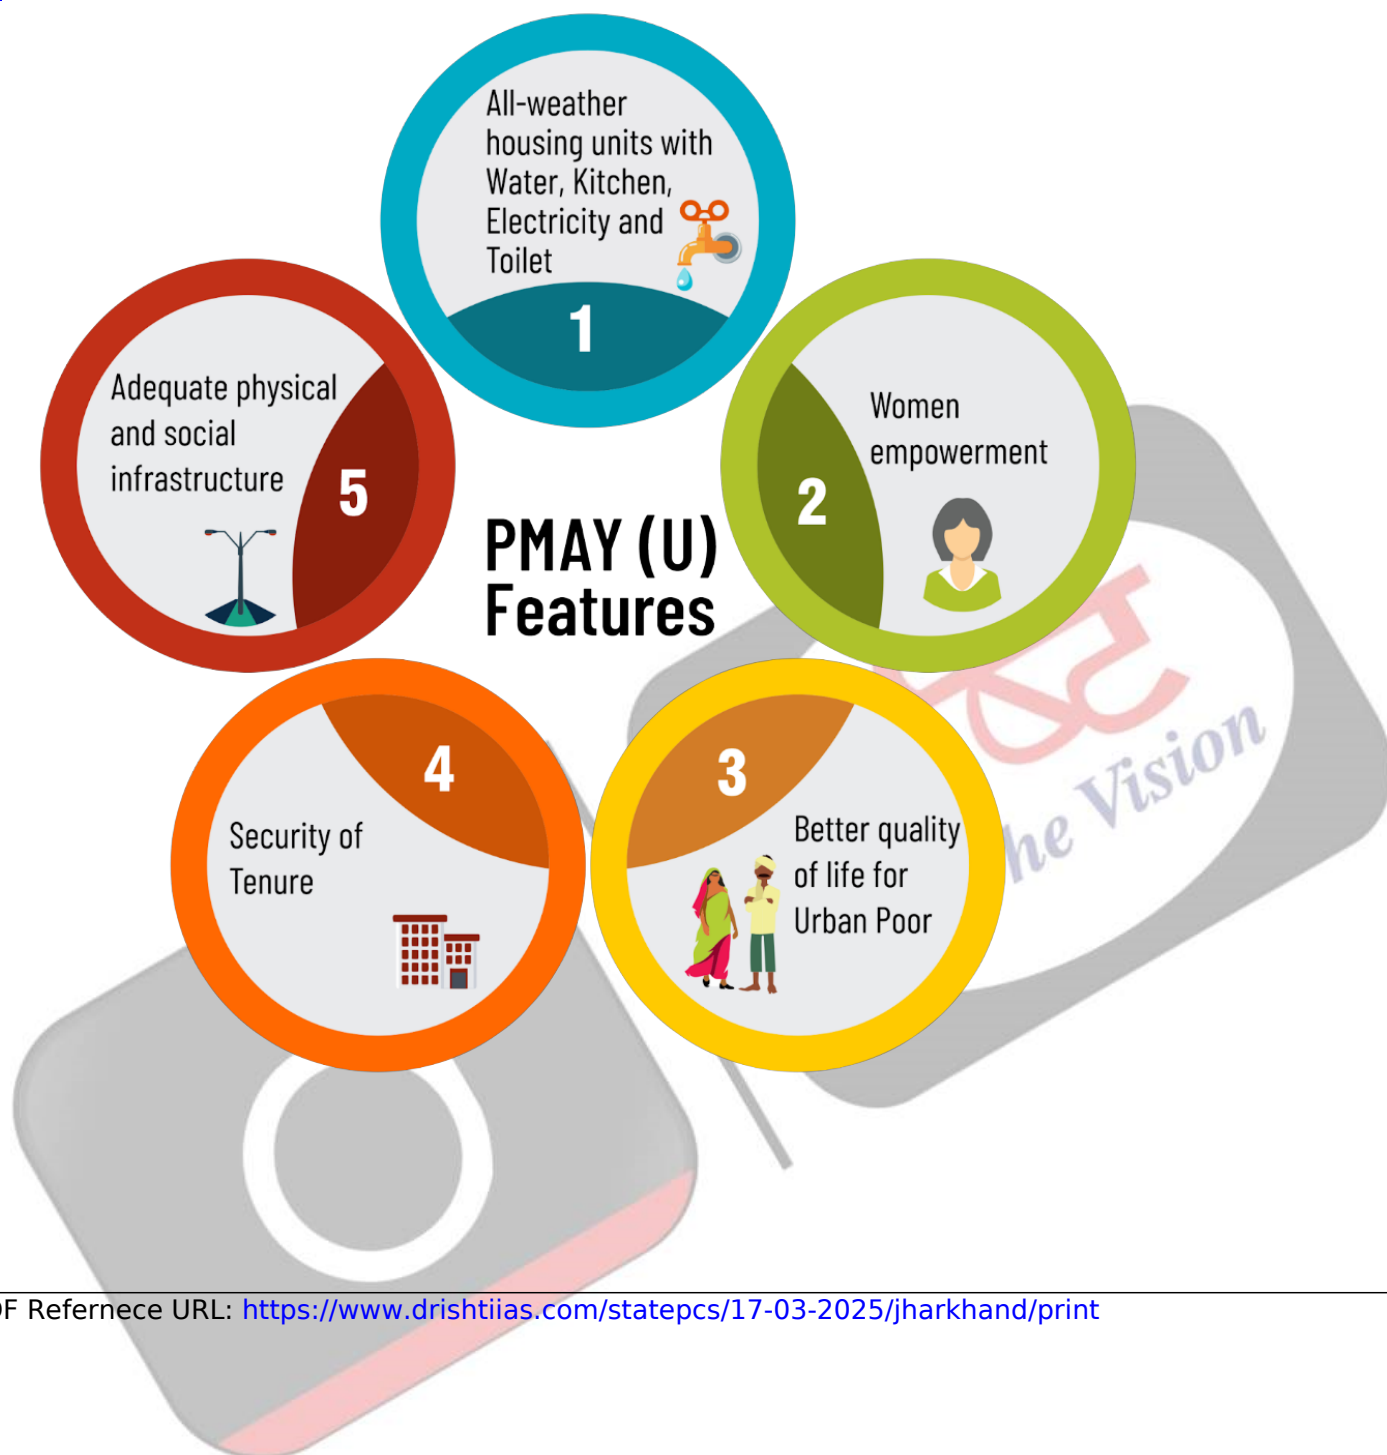 All-weather
housing units with
Water, Kitchen,
Electricity and
Toilet
1
Women
empowerment
2
3
Better quality
of life for
Urban Poor
4
Security of
Tenure
Adequate physical
and social
infrastructure
5
PMAY (U)
Features
he Vision
Refernece URL: https://www.drishtiias.com/statepcs/17-03-2025/jharkhand/print